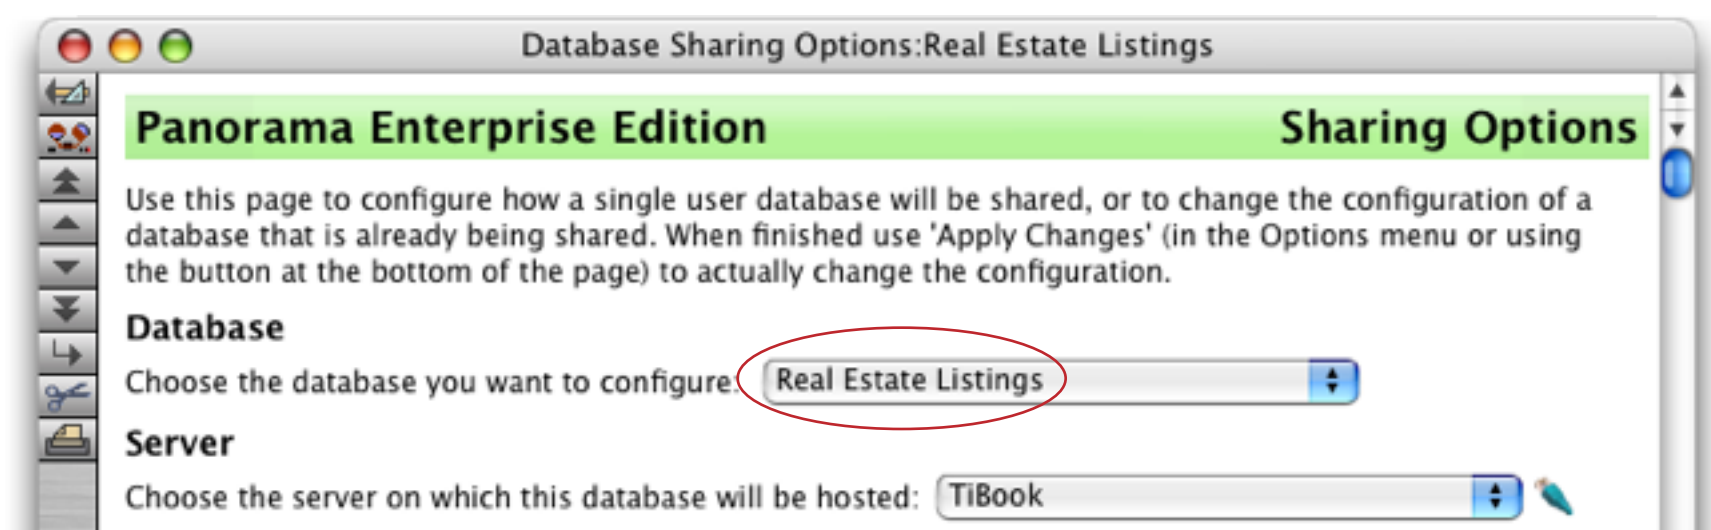 Database Sharing Options:Real Estate Listings
Panorama Enterprise Edition Sharing Options
Use this page to configure how a single user database will be shared, or to change the configuration of a
database that is already being shared. When finished use 'Apply Changes' (in the Options menu or using
the button at the bottom of the page) to actually change the configuration.
Database
Choose the database you want to configure: Real Estate Listings
Server
Choose the server on which this database will be hosted: TiBook